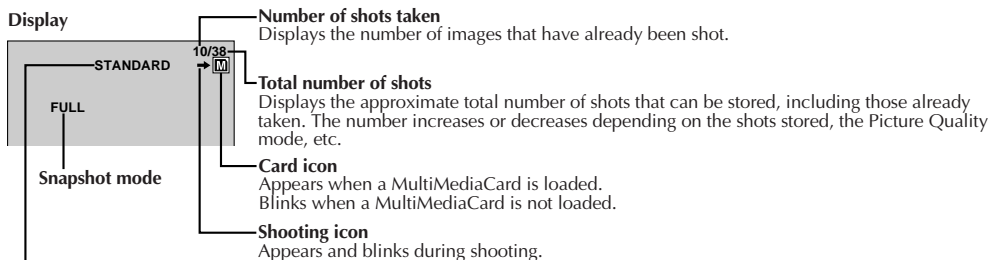 Display
10/38
STANDARD
M
FULL
Snapshot mode
Number of shots taken
Displays the number of images that have already been shot.
Total number of shots
Displays the approximate total number of shots that can be stored, including those already
taken. The number increases or decreases depending on the shots stored, the Picture Quality
mode, etc.
Card icon
Appears when a MultiMediaCard is loaded.
Blinks when a MultiMediaCard is not loaded.
Shooting icon
Appears and blinks during shooting.